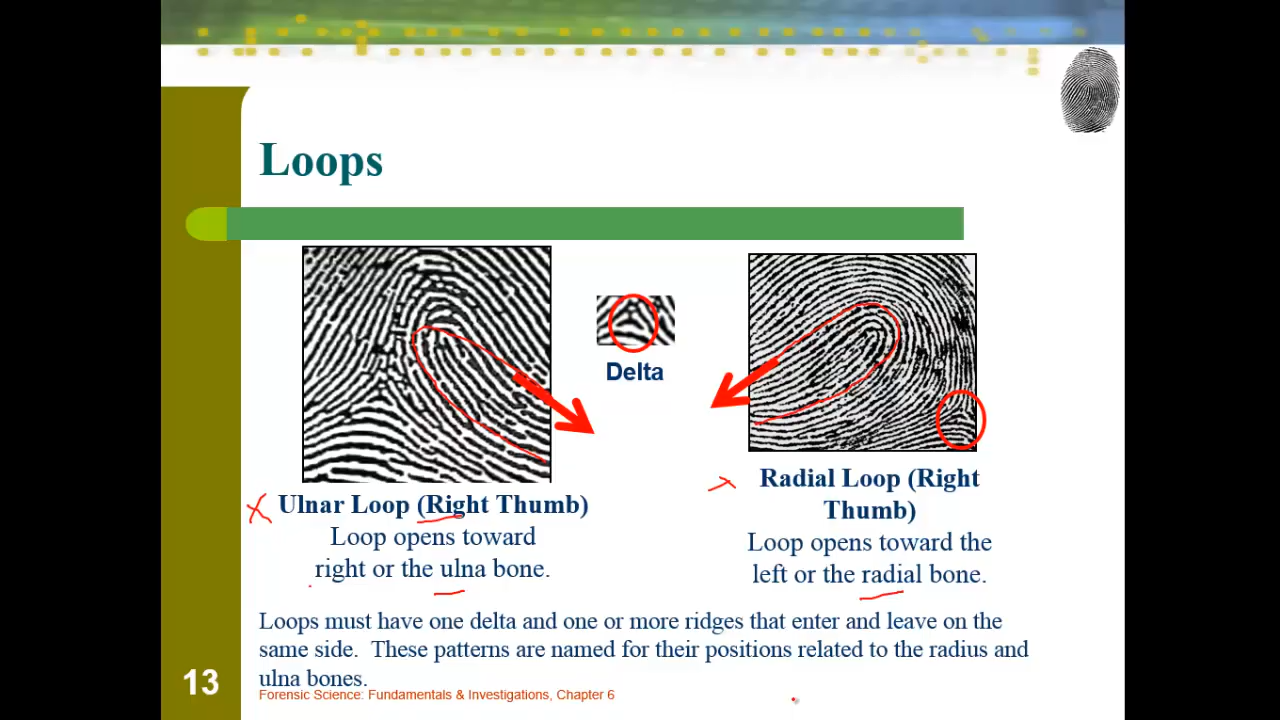 Loops
Delta
Ulnar Loop (Right Thumb)
Loop opens toward
right or the ulna bone.
Radial Loop (Right
Thumb)
Loop opens toward the
left or the radial bone.
Loops must have one delta and one or more ridges that enter and leave on the
same side. These patterns are named for their positions related to the radius and
ulna bones.
13
Forensic Science: Fundamentals & Investigations, Chapter 6